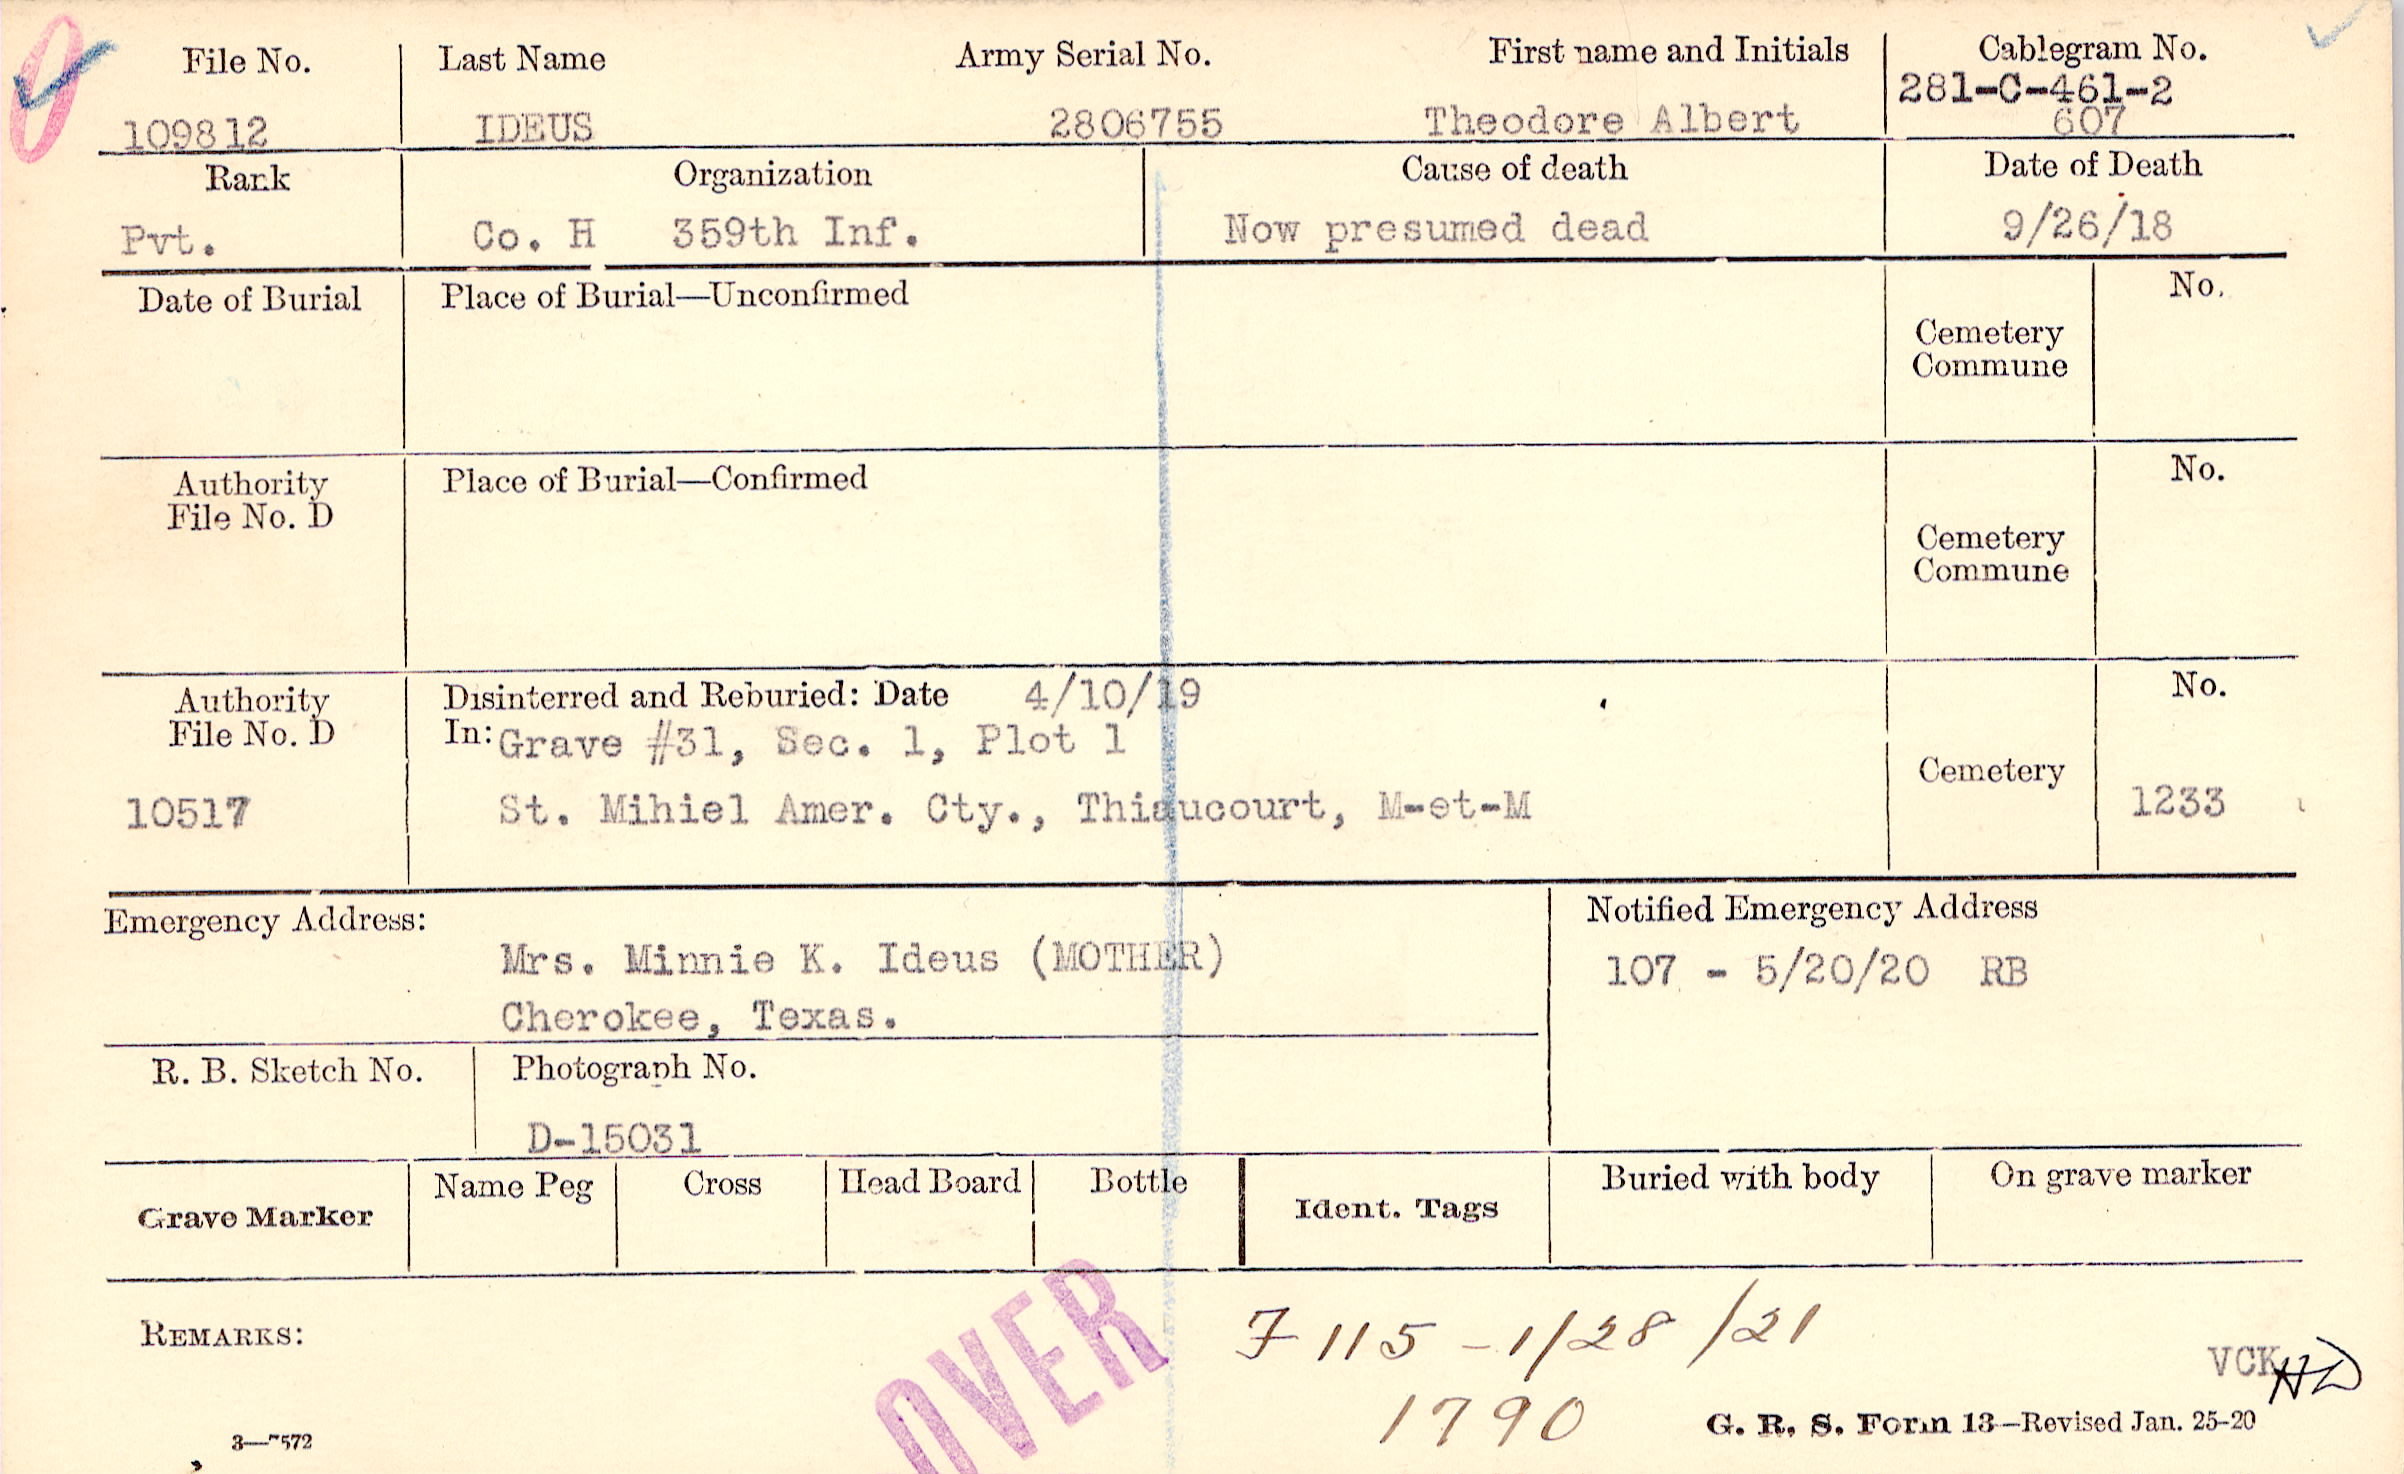 File No. Last Name Army Serial No. First name and Initials Cablegram No.
281-C-461-2
109812 IDEUS 2806755 Theodore Albert 607
Rank Organization Cause of death Date of Death
Pvt. Co. H 359th Inf. Now presumed dead 9/26/18
Date of Burial Place of Burial—Unconfirmed No.
Cemetery
Commune
Authority Place of Burial—Confirmed No.
File No. D
Cemetery
Commune
Authority Disinterred and Reburied: Date 4/10/19 No.
File No. D In: Grave #31, Sec. 1, Plot 1
Cemetery
10517 St. Mihiel Amer. Cty., Thiaucourt, M-et-M 1233
Emergency Address: Notified Emergency Address
Mrs. Minnie K. Ideus (MOTHER) 107 - 5/20/20 RB
Cherokee, Texas.
R. B. Sketch No. Photograph No.
D-15031
Name Peg Cross Head Board Bottle Buried with body On grave marker
Grave Marker Ident. Tags
OVER
REMARKS: F 115 - 1/28/21
VCK HD
1790
G. R. S. Form 13—Revised Jan. 25-20
3—7572